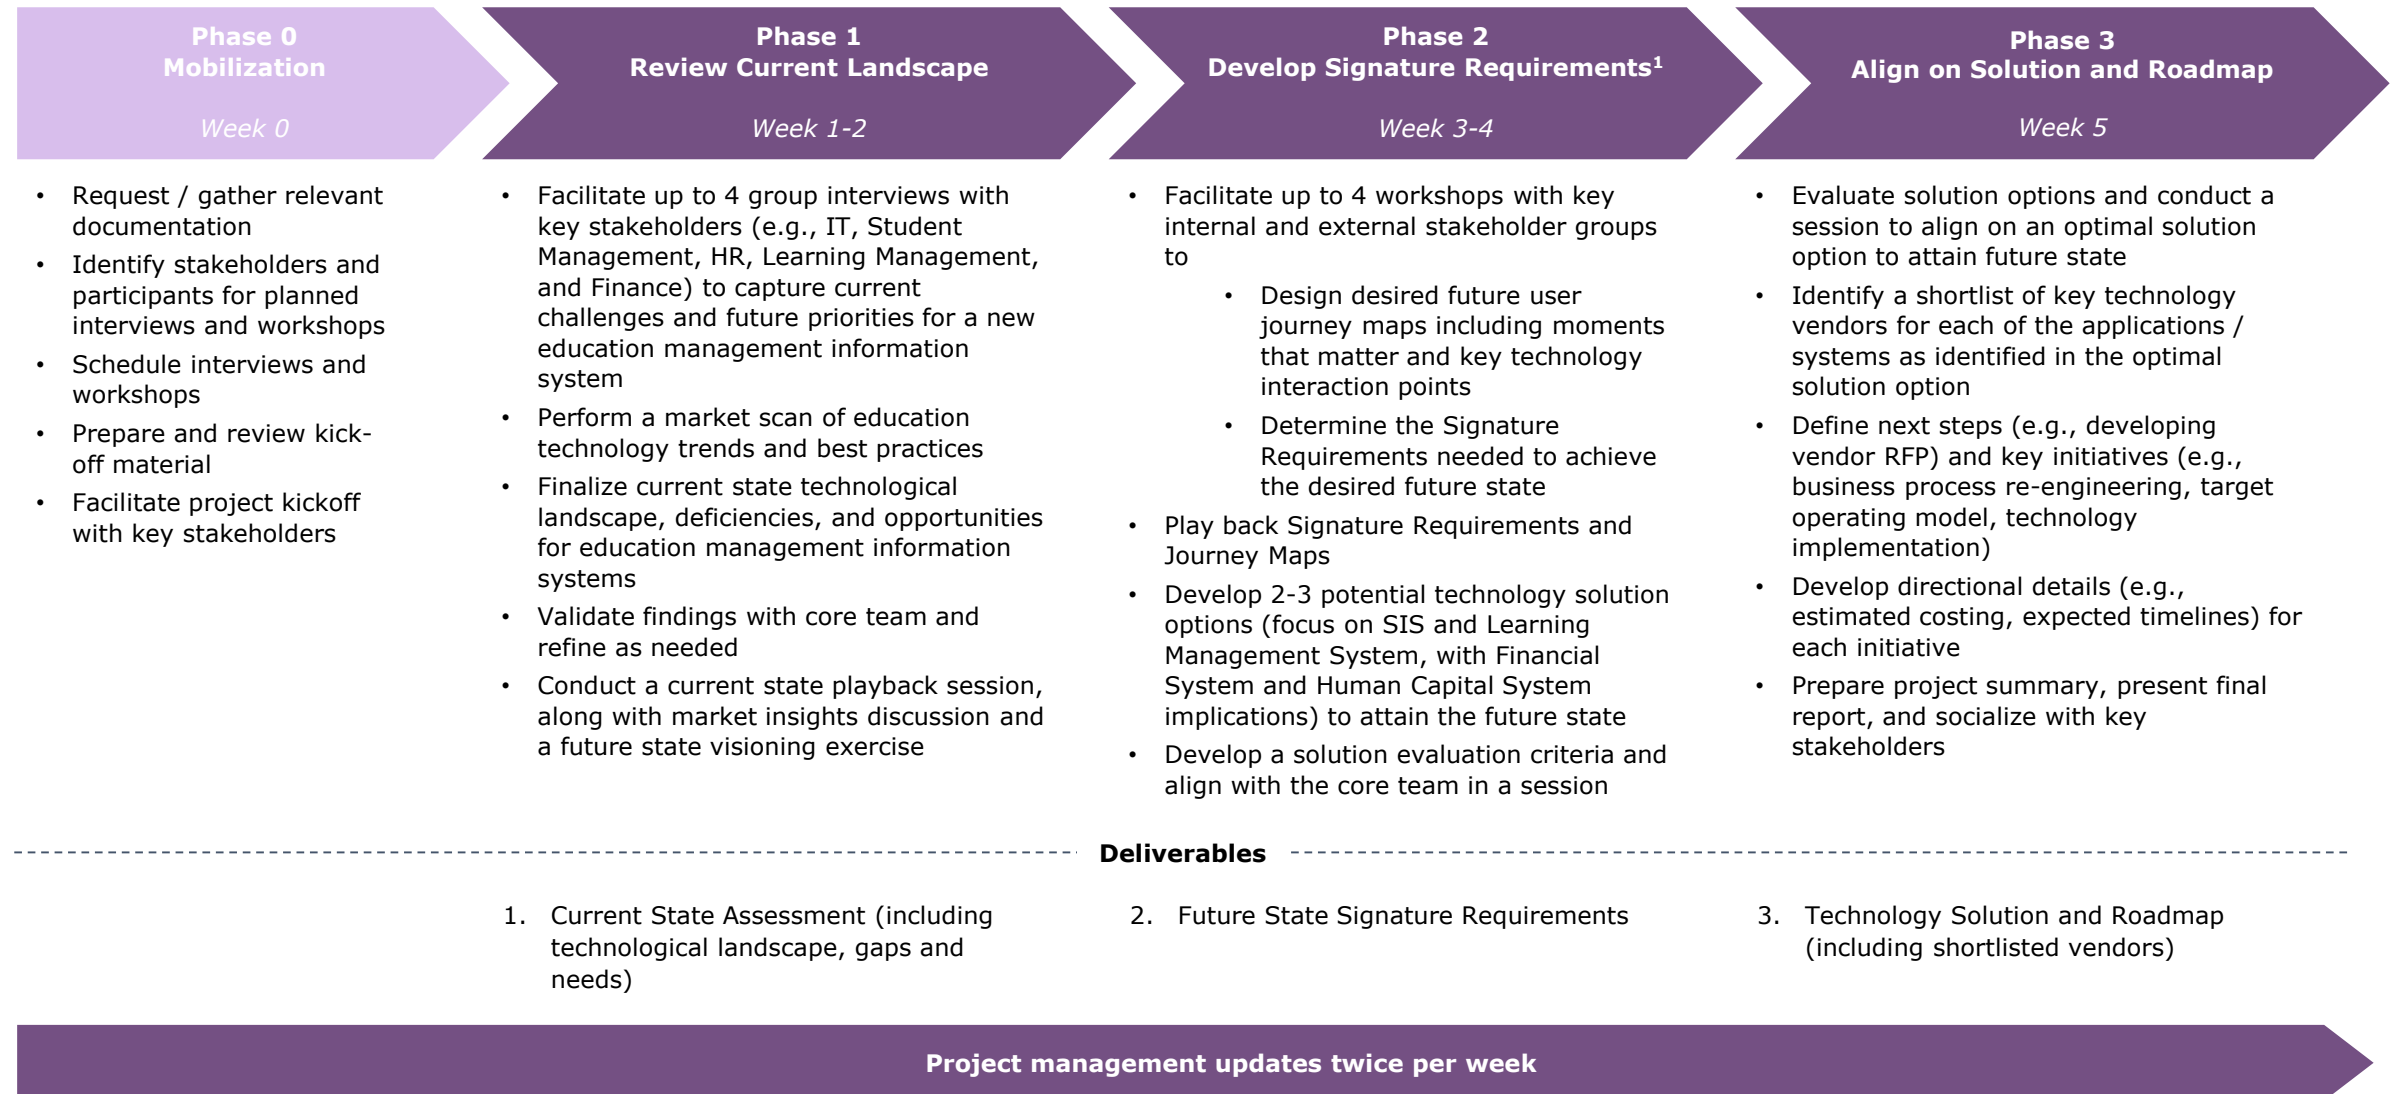 Phase 0
Mobilization
Week 0
Phase 1
Review Current Landscape
Week 1-2
Phase 2
Develop Signature Requirements¹
Week 3-4
Phase 3
Align on Solution and Roadmap
Week 5
• Request / gather relevant
documentation
• Identify stakeholders and
participants for planned
interviews and workshops
• Schedule interviews and
workshops
• Prepare and review kick-
off material
• Facilitate project kickoff
with key stakeholders
• Facilitate up to 4 group interviews with
key stakeholders (e.g., IT, Student
Management, HR, Learning Management,
and Finance) to capture current
challenges and future priorities for a new
education management information
system
• Perform a market scan of education
technology trends and best practices
• Finalize current state technological
landscape, deficiencies, and opportunities
for education management information
systems
• Validate findings with core team and
refine as needed
• Conduct a current state playback session,
along with market insights discussion and
a future state visioning exercise
• Facilitate up to 4 workshops with key
internal and external stakeholder groups
to
• Design desired future user
journey maps including moments
that matter and key technology
interaction points
• Determine the Signature
Requirements needed to achieve
the desired future state
• Play back Signature Requirements and
Journey Maps
• Develop 2-3 potential technology solution
options (focus on SIS and Learning
Management System, with Financial
System and Human Capital System
implications) to attain the future state
• Develop a solution evaluation criteria and
align with the core team in a session
• Evaluate solution options and conduct a
session to align on an optimal solution
option to attain future state
• Identify a shortlist of key technology
vendors for each of the applications /
systems as identified in the optimal
solution option
• Define next steps (e.g., developing
vendor RFP) and key initiatives (e.g.,
business process re-engineering, target
operating model, technology
implementation)
• Develop directional details (e.g.,
estimated costing, expected timelines) for
each initiative
• Prepare project summary, present final
report, and socialize with key
stakeholders
Deliverables
1. Current State Assessment (including
technological landscape, gaps and
needs)
2. Future State Signature Requirements
3. Technology Solution and Roadmap
(including shortlisted vendors)
Project management updates twice per week